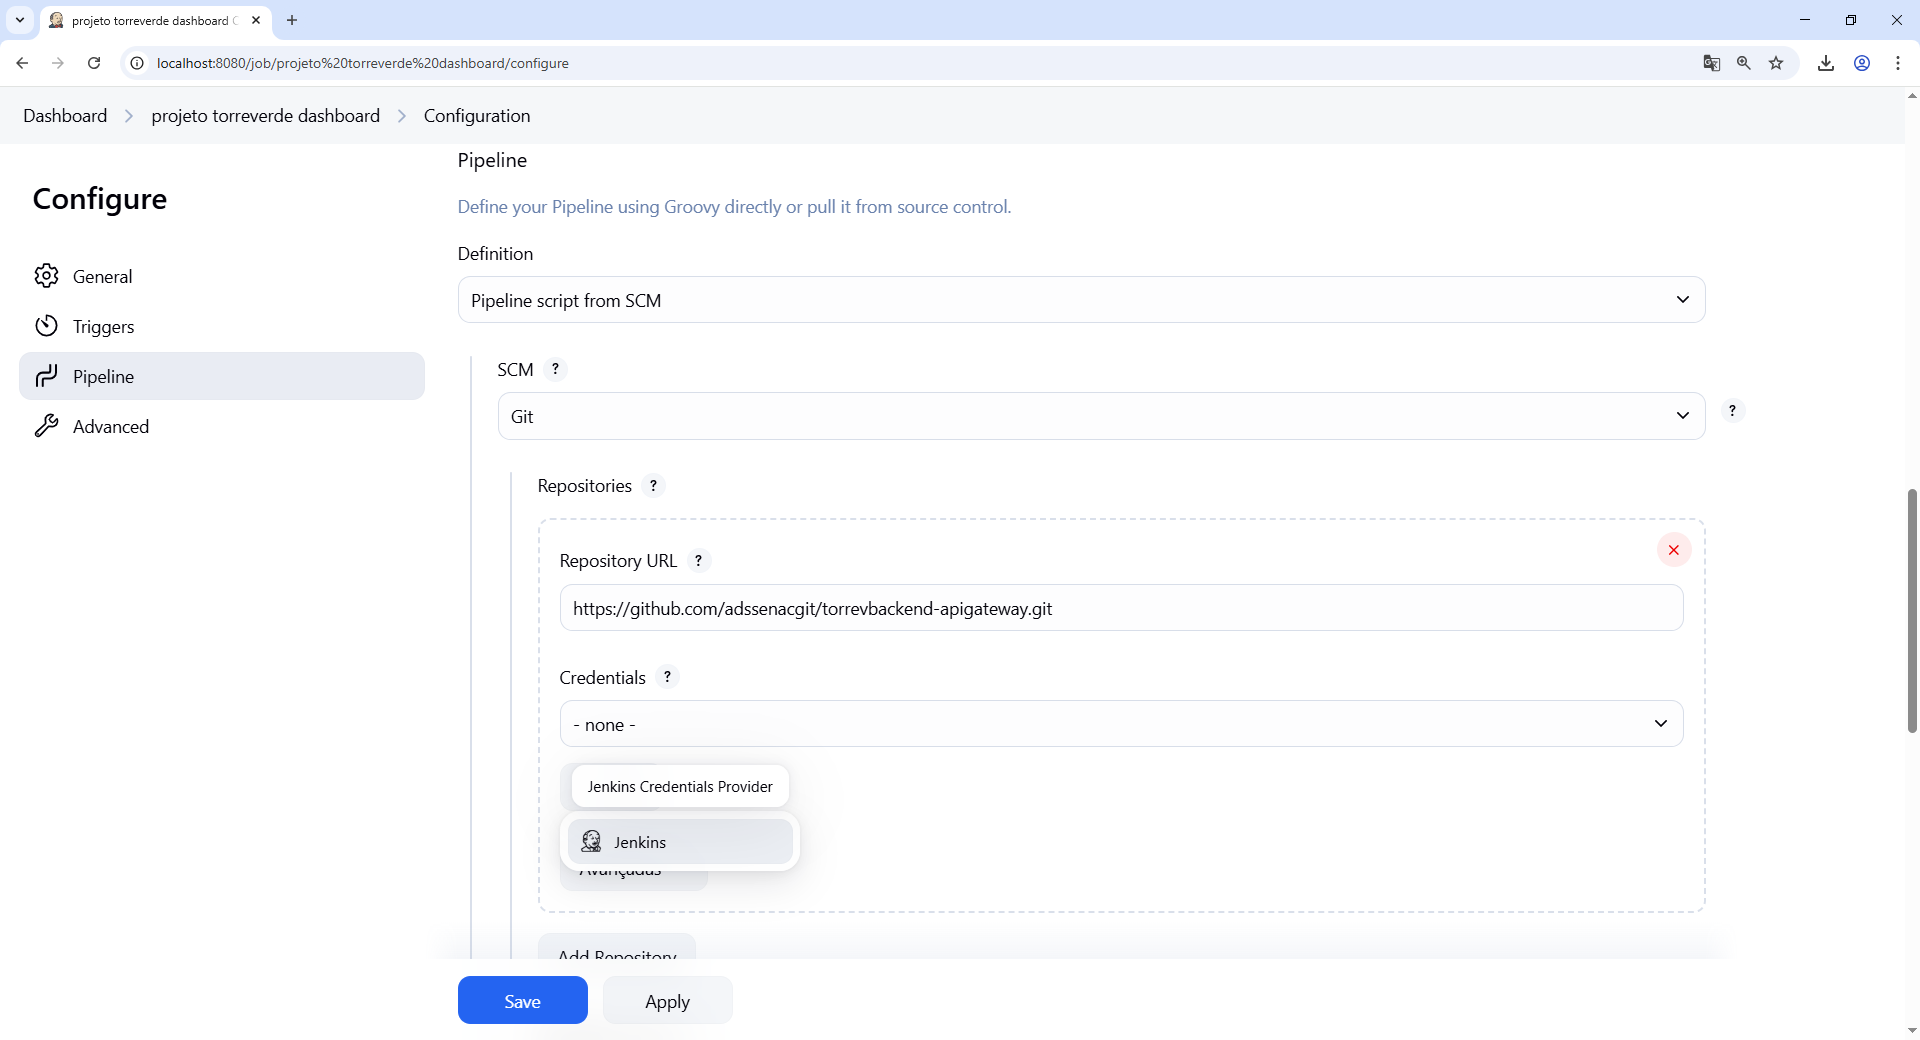 projeto torreverde dashboard C
localhost:8080/job/projeto%20torreverde%20dashboard/configure
Dashboard
projeto torreverde dashboard
Configuration
Configure
General
Triggers
Pipeline
Advanced
Pipeline
Define your Pipeline using Groovy directly or pull it from source control.
Definition
Pipeline script from SCM
SCM ?
Git
?
Repositories ?
Repository URL ?
https://github.com/adssenacgit/torrevbackend-apigateway.git
Credentials ?
- none -
Jenkins Credentials Provider
Jenkins
Avançadas
Add Repository
Save
Apply